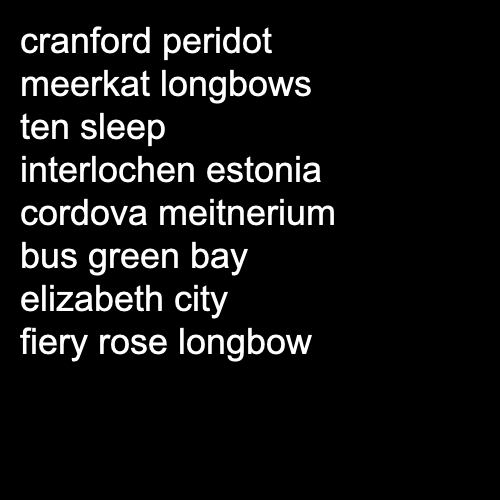 cranford peridot
meerkat longbows
ten sleep
interlochen estonia
cordova meitnerium
bus green bay
elizabeth city
fiery rose longbow